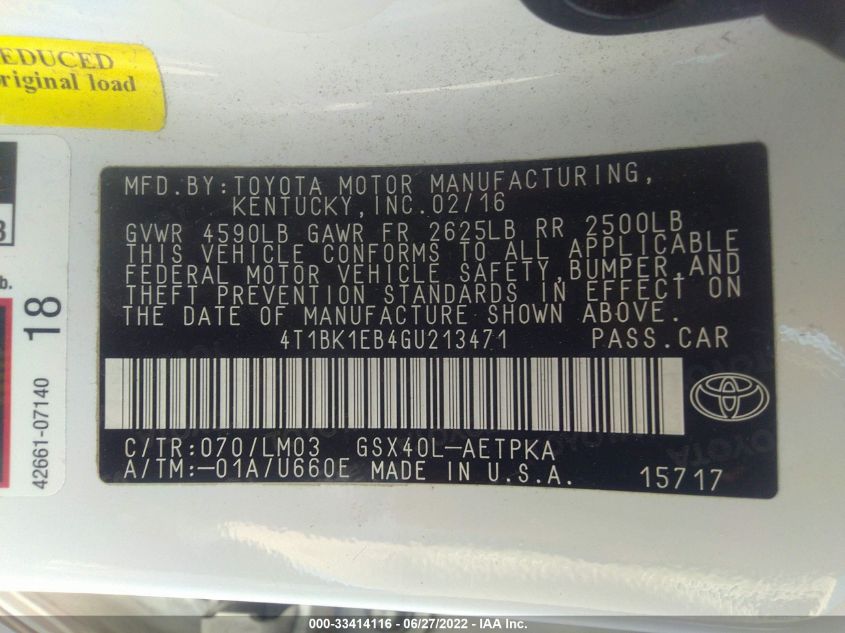 EDUCED
riginal load
b.
18
42661-07140
MFD.BY:TOYOTA MOTOR MANUFACTURING,
KENTUCKY,INC.02/16
GVWR 4590LB GAWR FR 2625LB RR 2500LB
THIS VEHICLE CONFORMS TO ALL APPLICABLE
FEDERAL MOTOR VEHICLE SAFETY,BUMPER,AND
THEFT PREVENTION STANDARDS IN EFFECT ON
THE DATE OF MANUFACTURE SHOWN ABOVE.
4T1BK1EB4GU213471 PASS.CAR
C/TR:070/LM03 GSX40L-AETPKA
A/TM:-01A/U660E MADE IN U.S.A. 15717
000-33414116 - 06/27/2022 - IAA Inc.